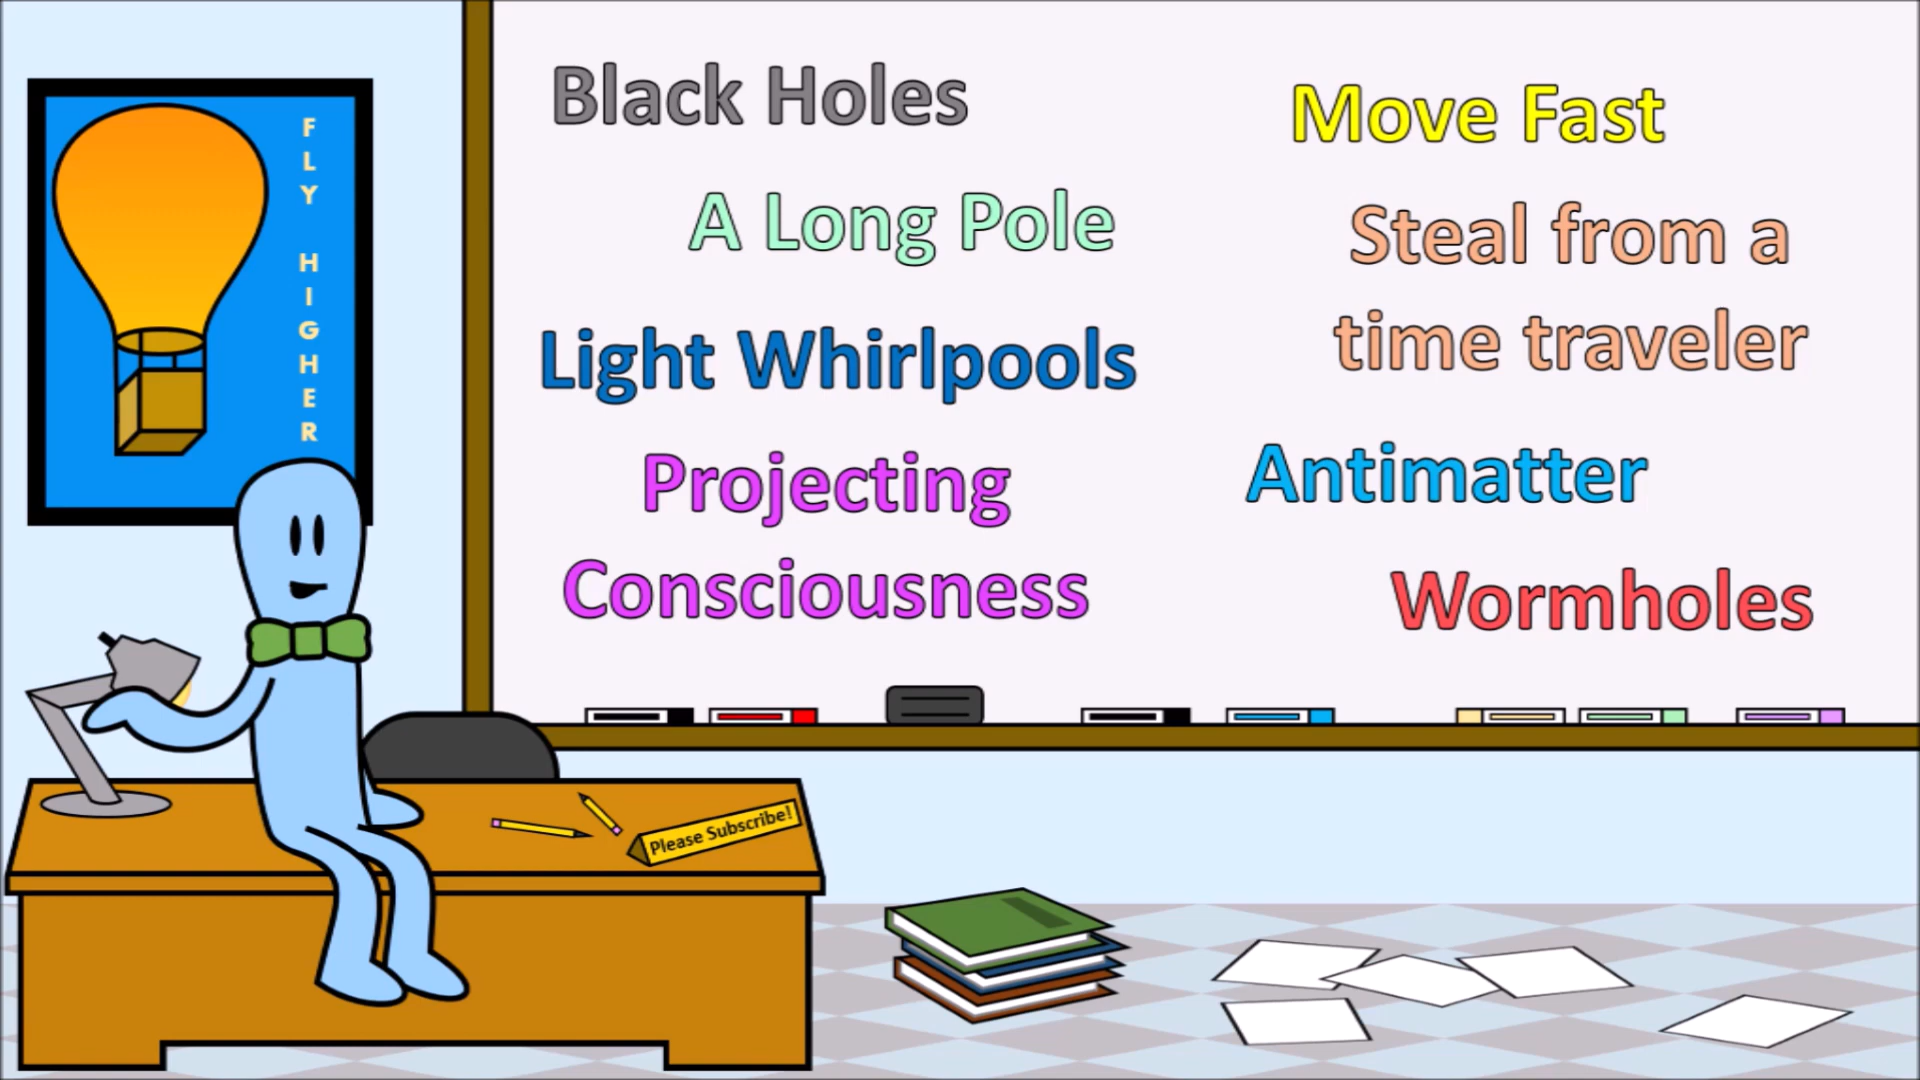 FLY HIGHER
Black Holes
A Long Pole
Light Whirlpools
Projecting
Consciousness
Move Fast
Steal from a
time traveler
Antimatter
Wormholes
Please Subscribe!